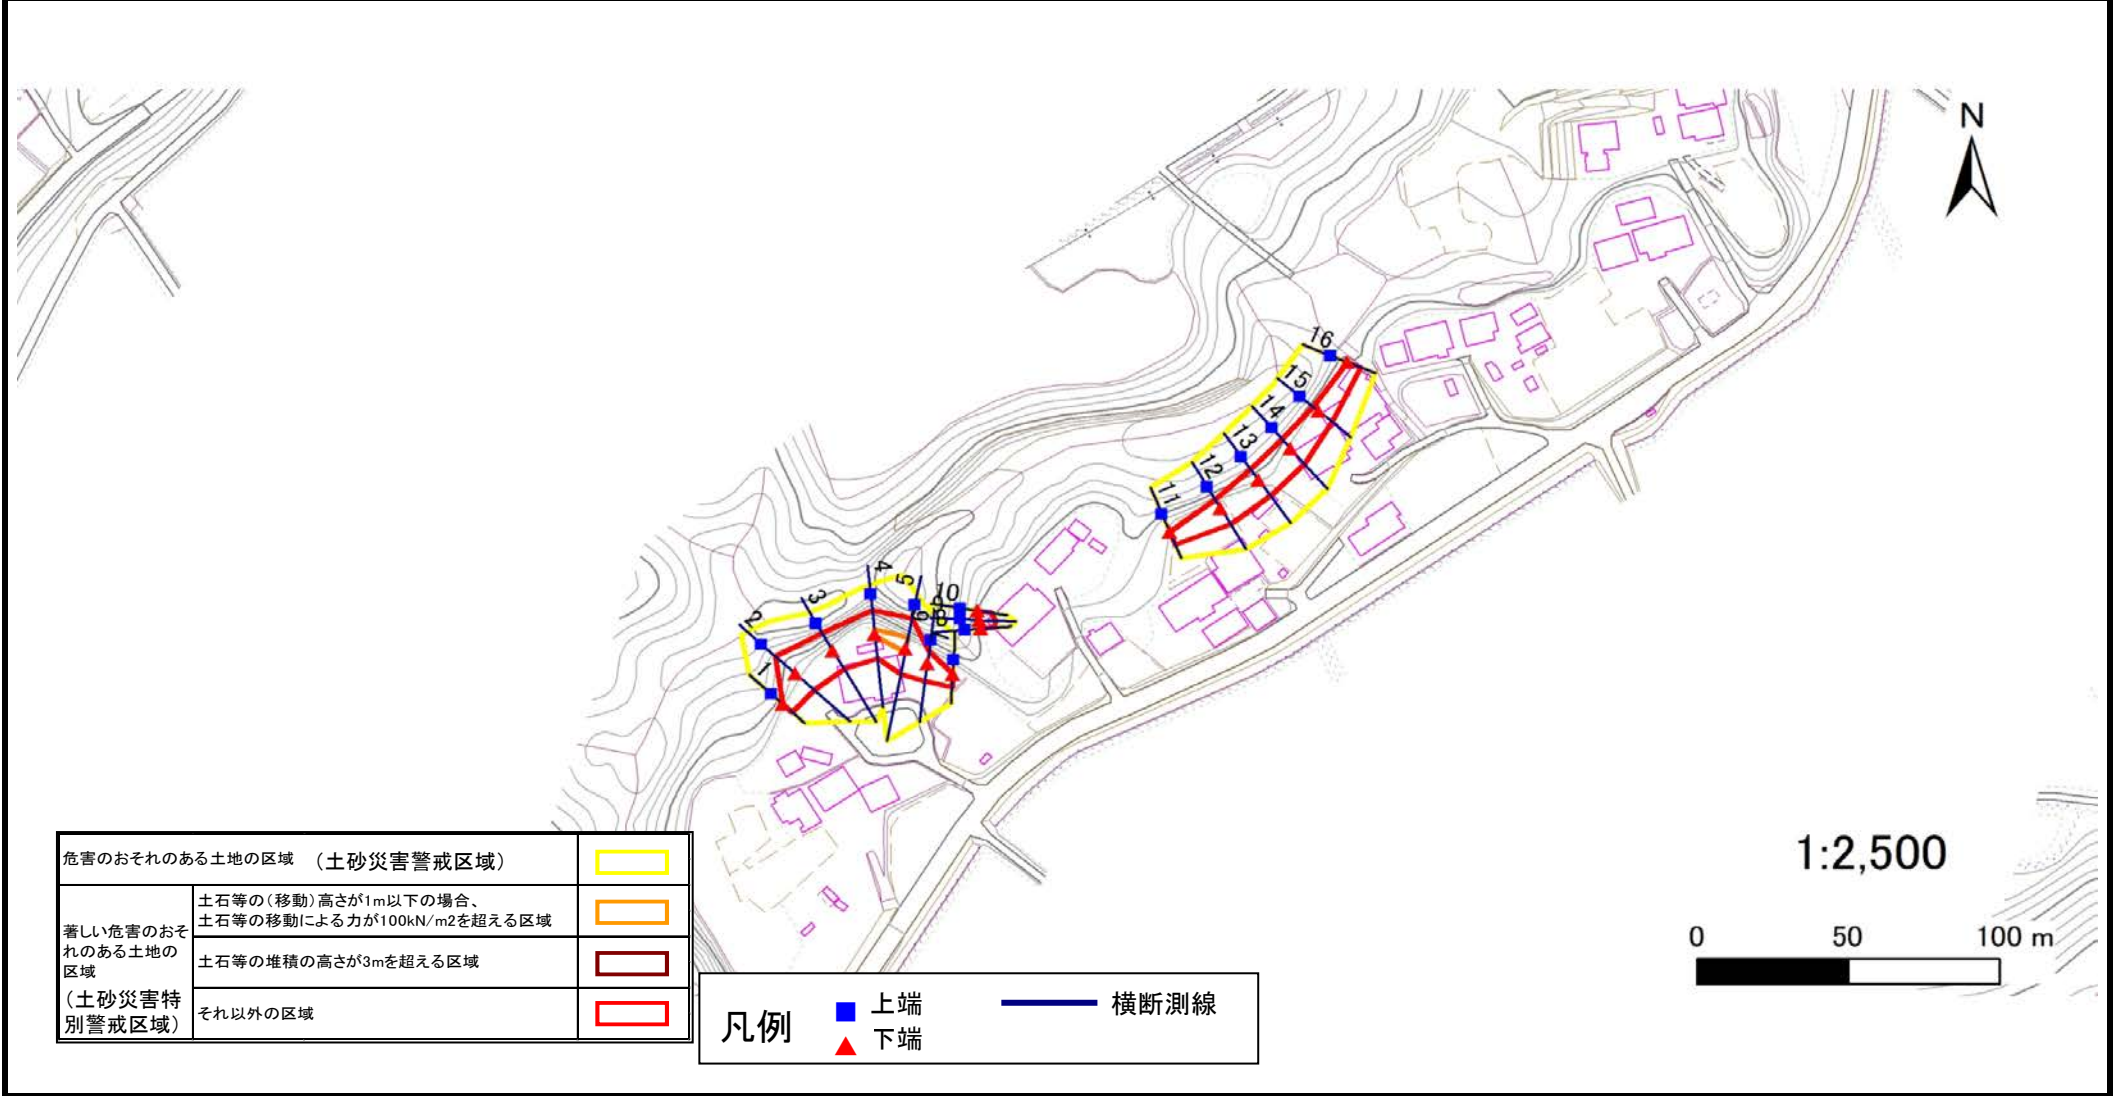 N
16
15
14
13
12
11
10
4
5
3
2
1
6
7
1:2,500
0 50 100 m
危害のおそれのある土地の区域 (土砂災害警戒区域)
著しい危害のおそ
れのある土地の
区域
(土砂災害特
別警戒区域)
土石等の(移動)高さが1m以下の場合、
土石等の移動による力が100kN/m2を超える区域
土石等の堆積の高さが3mを超える区域
それ以外の区域
凡例
上端
下端
横断測線